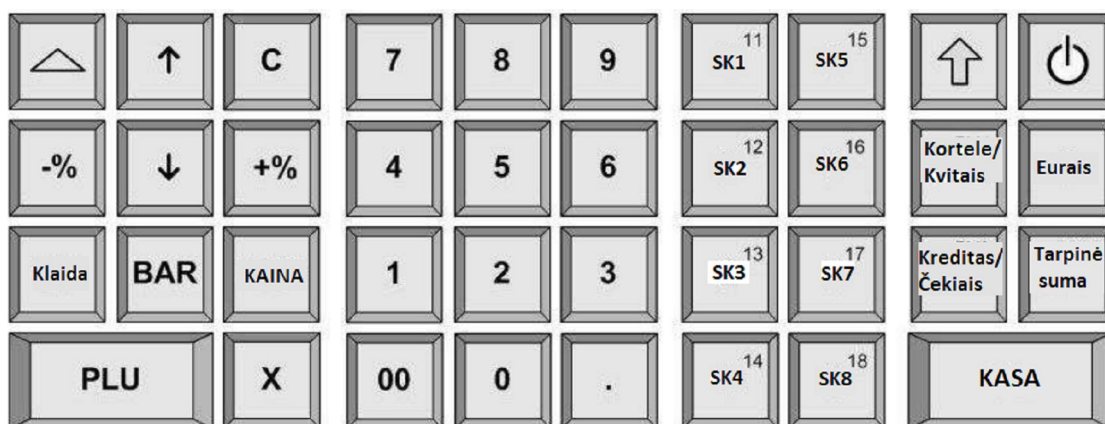 ↑ C 7 8 9 11 SK1 15 SK5
-% ↓ +% 4 5 6 12 SK2 16 SK6 Kortele/ Eurais
Kvitais
Klaida BAR KAINA 1 2 3 13 SK3 17 SK7 Kreditas/ Tarpinė
Čekiais suma
PLU X 00 0 . 14 SK4 18 SK8 KASA